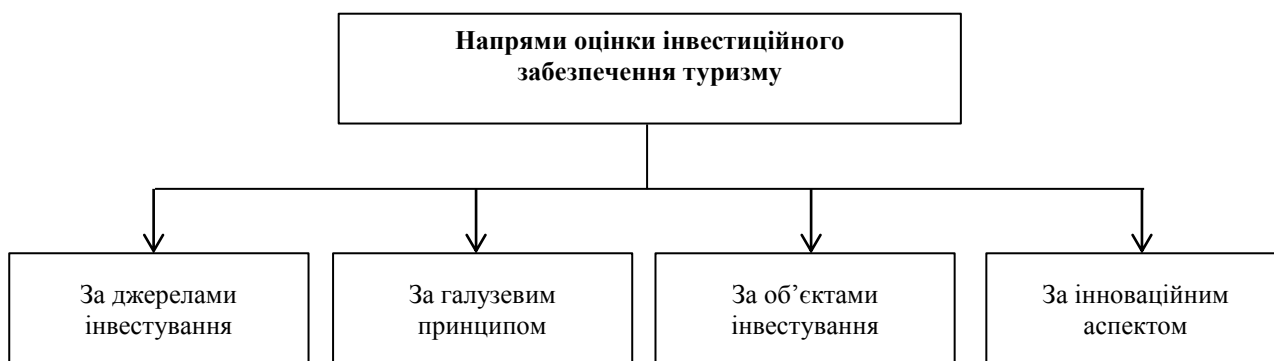 Напрями оцінки інвестиційного
забезпечення туризму
За джерелами
інвестування
За галузевим
принципом
За об’єктами
інвестування
За інноваційним
аспектом